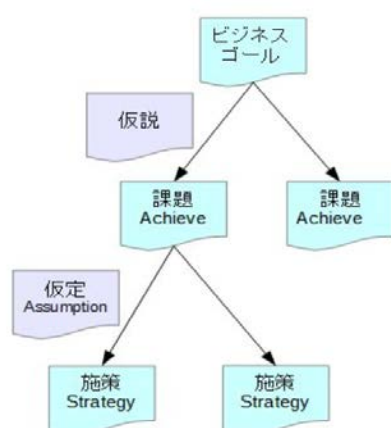 ビジネス
ゴール
仮説
課題
Achieve
課題
Achieve
仮定
Assumption
施策
Strategy
施策
Strategy